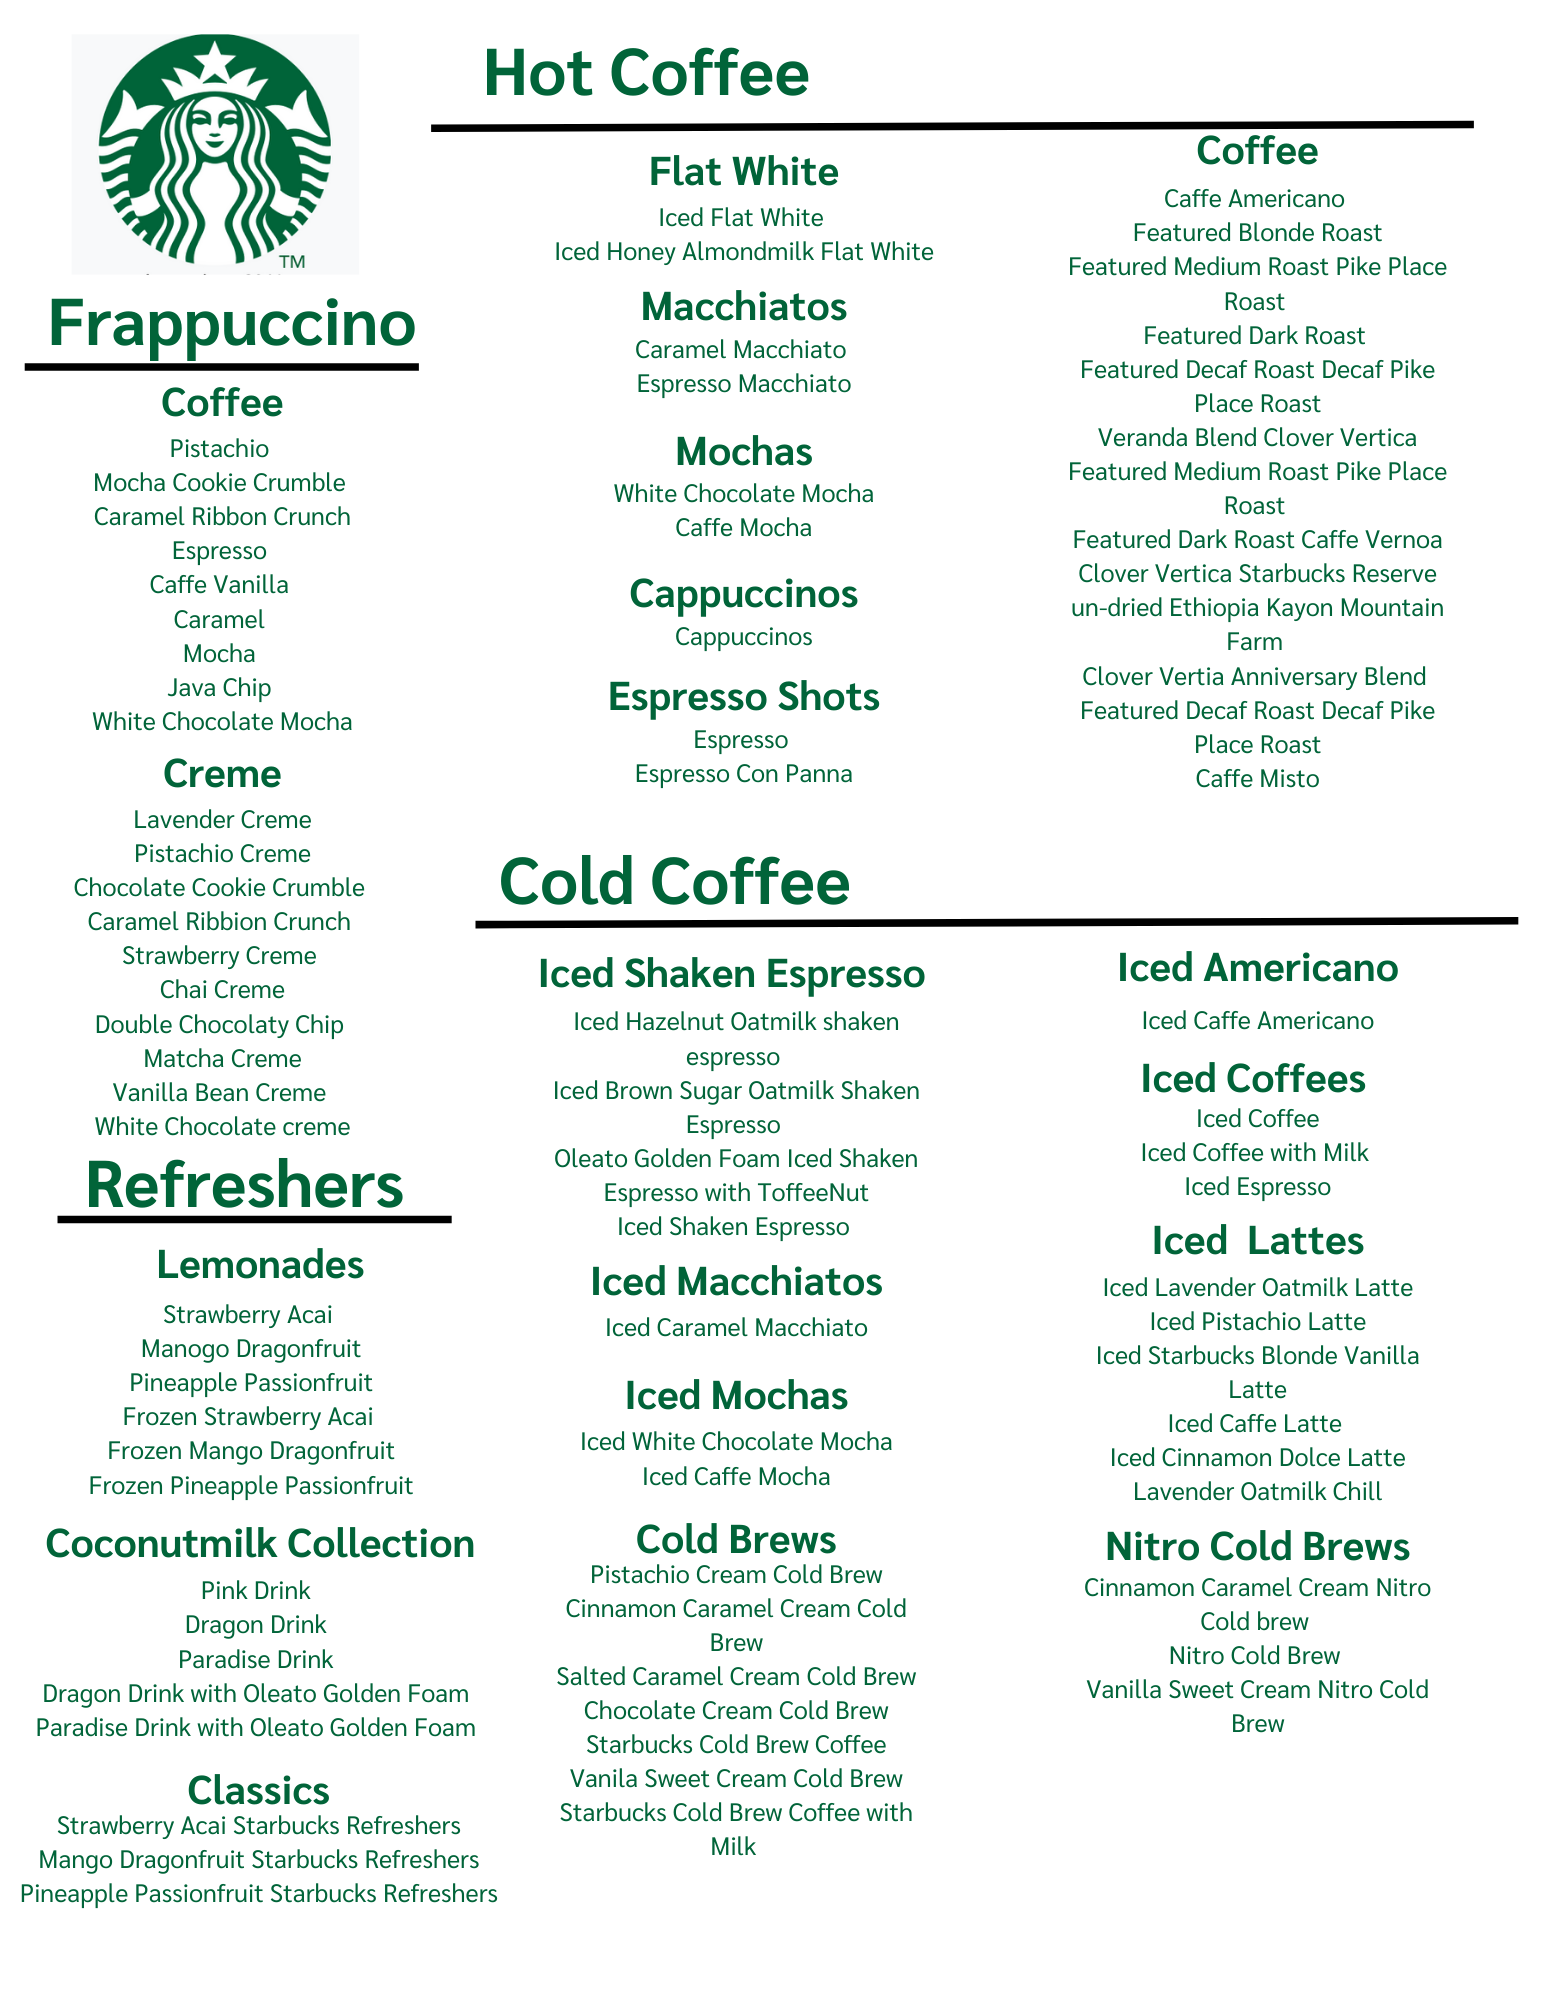 TM
Frappuccino
Coffee
Pistachio
Mocha Cookie Crumble
Caramel Ribbon Crunch
Espresso
Caffe Vanilla
Caramel
Mocha
Java Chip
White Chocolate Mocha
Creme
Lavender Creme
Pistachio Creme
Chocolate Cookie Crumble
Caramel Ribbion Crunch
Strawberry Creme
Chai Creme
Double Chocolaty Chip
Matcha Creme
Vanilla Bean Creme
White Chocolate creme
Refreshers
Lemonades
Strawberry Acai
Manogo Dragonfruit
Pineapple Passionfruit
Frozen Strawberry Acai
Frozen Mango Dragonfruit
Frozen Pineapple Passionfruit
Coconutmilk Collection
Pink Drink
Dragon Drink
Paradise Drink
Dragon Drink with Oleato Golden Foam
Paradise Drink with Oleato Golden Foam
Classics
Strawberry Acai Starbucks Refreshers
Mango Dragonfruit Starbucks Refreshers
Pineapple Passionfruit Starbucks Refreshers
Hot Coffee
Flat White
Iced Flat White
Iced Honey Almondmilk Flat White
Macchiatos
Caramel Macchiato
Espresso Macchiato
Mochas
White Chocolate Mocha
Caffe Mocha
Cappuccinos
Cappuccinos
Espresso Shots
Espresso
Espresso Con Panna
Coffee
Caffe Americano
Featured Blonde Roast
Featured Medium Roast Pike Place
Roast
Featured Dark Roast
Featured Decaf Roast Decaf Pike
Place Roast
Veranda Blend Clover Vertica
Featured Medium Roast Pike Place
Roast
Featured Dark Roast Caffe Vernoa
Clover Vertica Starbucks Reserve
un-dried Ethiopia Kayon Mountain
Farm
Clover Vertia Anniversary Blend
Featured Decaf Roast Decaf Pike
Place Roast
Caffe Misto
Cold Coffee
Iced Shaken Espresso
Iced Hazelnut Oatmilk shaken
espresso
Iced Brown Sugar Oatmilk Shaken
Espresso
Oleato Golden Foam Iced Shaken
Espresso with ToffeeNut
Iced Shaken Espresso
Iced Macchiatos
Iced Caramel Macchiato
Iced Mochas
Iced White Chocolate Mocha
Iced Caffe Mocha
Cold Brews
Pistachio Cream Cold Brew
Cinnamon Caramel Cream Cold
Brew
Salted Caramel Cream Cold Brew
Chocolate Cream Cold Brew
Starbucks Cold Brew Coffee
Vanila Sweet Cream Cold Brew
Starbucks Cold Brew Coffee with
Milk
Iced Americano
Iced Caffe Americano
Iced Coffees
Iced Coffee
Iced Coffee with Milk
Iced Espresso
Iced Lattes
Iced Lavender Oatmilk Latte
Iced Pistachio Latte
Iced Starbucks Blonde Vanilla
Latte
Iced Caffe Latte
Iced Cinnamon Dolce Latte
Lavender Oatmilk Chill
Nitro Cold Brews
Cinnamon Caramel Cream Nitro
Cold brew
Nitro Cold Brew
Vanilla Sweet Cream Nitro Cold
Brew